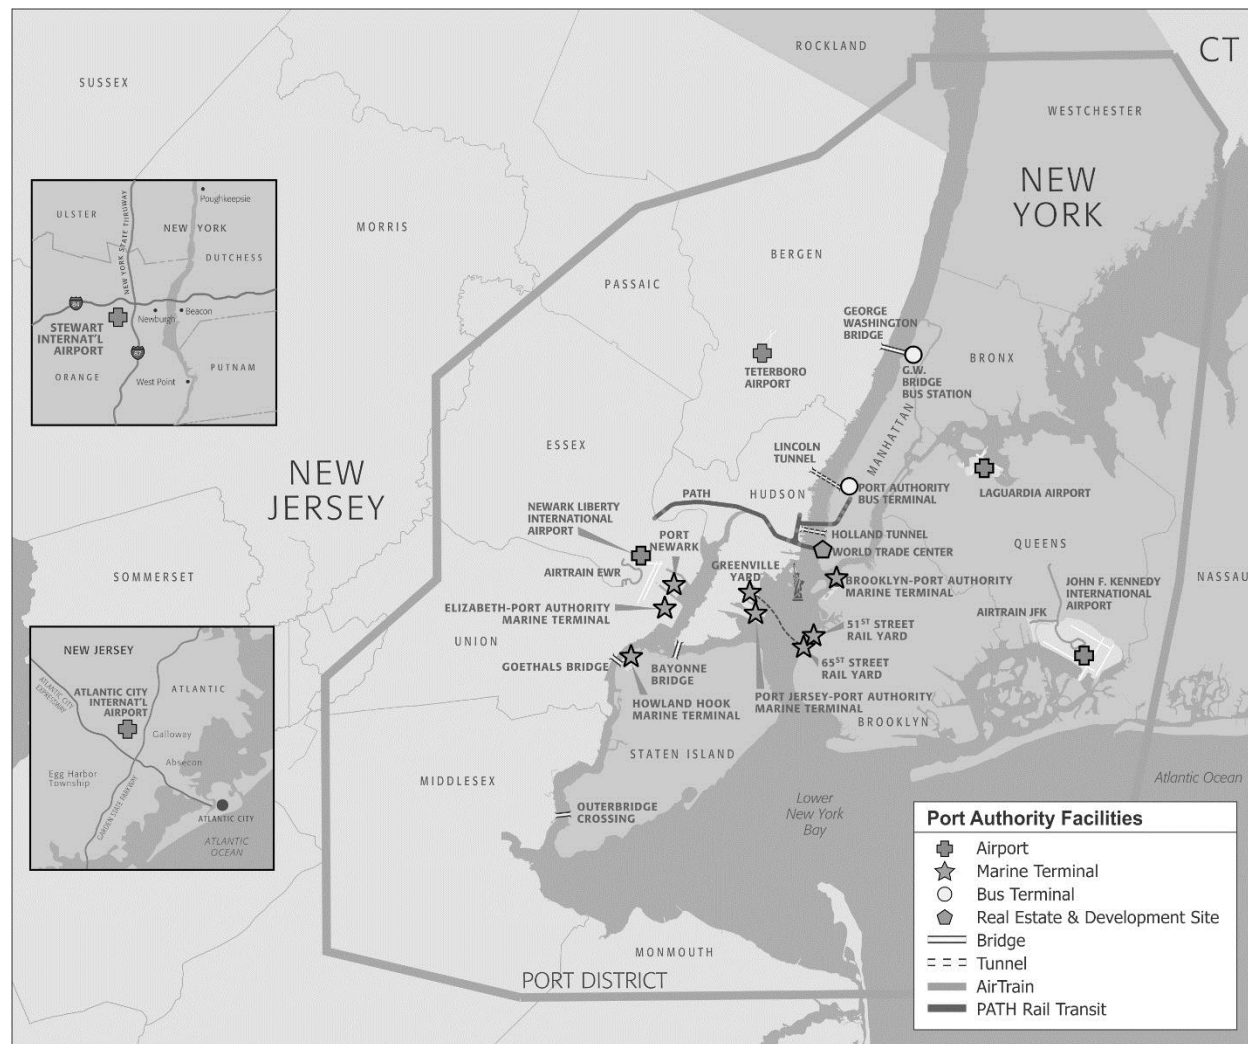 ROCKLAND
CT
SUSSEX
WESTCHESTER
NEW
YORK
Poughkeepsie
ULSTER
NEW YORK STATE THRUWAY
NEW YORK
DUTCHESS
84
Newburgh
Beacon
STEWART
INTERNAT'L
AIRPORT
87
ORANGE
West Point
PUTNAM
MORRIS
BERGEN
PASSAIC
GEORGE
WASHINGTON
BRIDGE
TETERBORO
AIRPORT
G.W.
BRIDGE
BUS STATION
BRONX
MANHATTAN
ESSEX
NEW
JERSEY
LINCOLN
TUNNEL
PORT AUTHORITY
BUS TERMINAL
LAGUARDIA AIRPORT
PATH
HUDSON
NEWARK LIBERTY
INTERNATIONAL
AIRPORT
PORT
NEWARK
HOLLAND TUNNEL
WORLD TRADE CENTER
QUEENS
AIRTRAIN EWR
GREENVILLE
YARD
BROOKLYN-PORT AUTHORITY
MARINE TERMINAL
JOHN F. KENNEDY
INTERNATIONAL
AIRPORT
NASSAU
SOMMERSET
ELIZABETH-PORT AUTHORITY
MARINE TERMINAL
AIRTRAIN JFK
51ST STREET
RAIL YARD
UNION
GOETHALS BRIDGE
BAYONNE
BRIDGE
65ST STREET
RAIL YARD
HOWLAND HOOK
MARINE TERMINAL
PORT JERSEY-PORT AUTHORITY
MARINE TERMINAL
BROOKLYN
STATEN ISLAND
NEW JERSEY
ATLANTIC CITY
EXPRESSWAY
ATLANTIC CITY
INTERNAT'L
AIRPORT
ATLANTIC
Galloway
Absecon
Egg Harbor
Township
GARDEN STATE PARKWAY
ATLANTIC CITY
ATLANTIC
OCEAN
MIDDLESEX
OUTERBRIDGE
CROSSING
Lower
New York
Bay
Atlantic Ocean
MONMOUTH
PORT DISTRICT
Port Authority Facilities
Airport
Marine Terminal
Bus Terminal
Real Estate & Development Site
Bridge
Tunnel
AirTrain
PATH Rail Transit